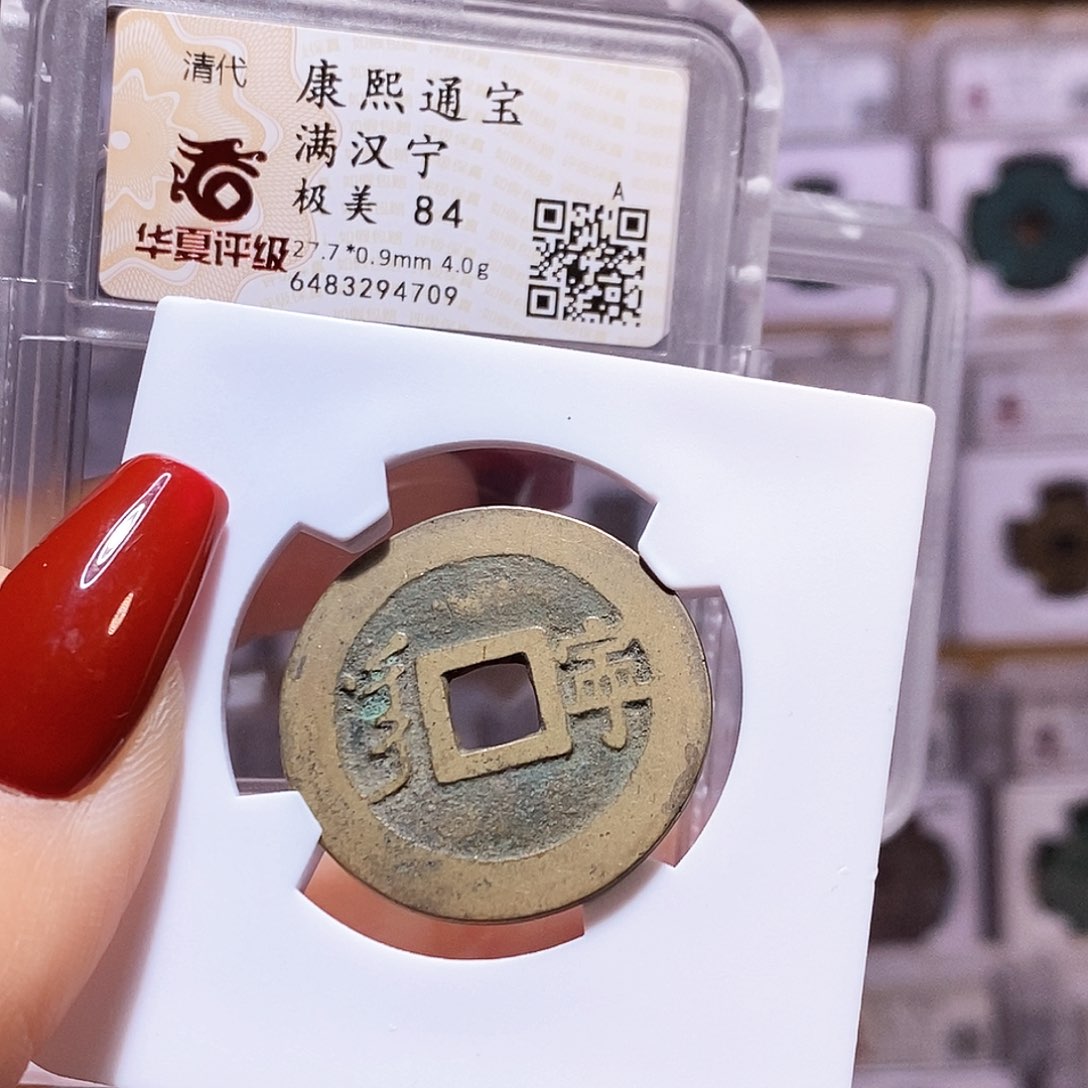 清代
康熙通宝
满汉宁
极美 84
华夏评级
27.7*0.9mm 4.0g
6483294709
A
寧